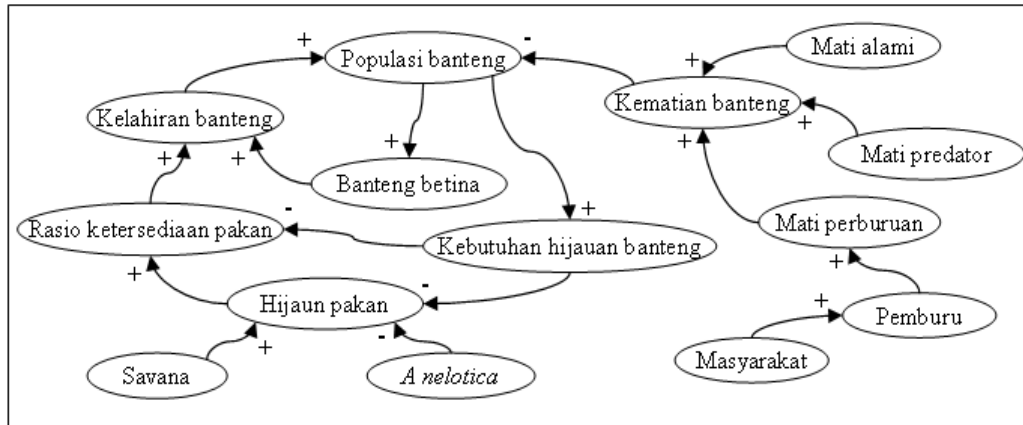 Populasi banteng
Mati alami
Kelahiran banteng
Kematian banteng
Banteng betina
Mati predator
Rasio ketersediaan pakan
Kebutuhan hijauan banteng
Mati perburuan
Hijaun pakan
Pemburu
Masyarakat
Savana
A nelotica
+
-
+
+
+
+
+
+
+
-
+
+
-
+
+
-
+